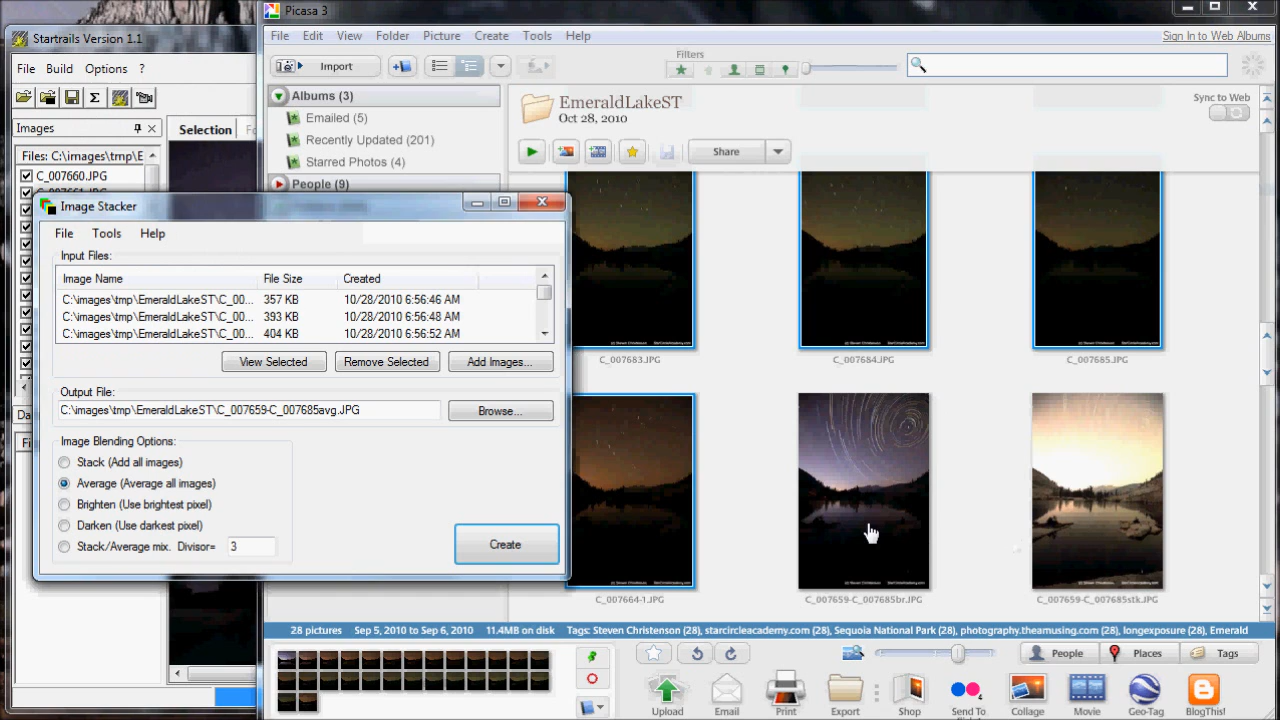 Picasa 3
File Edit View Folder Picture Create Tools Help
Sign In to Web Albums
Import
Filters
Albums (3)
Emailed (5)
Recently Updated (201)
Starred Photos (4)
People (9)
EmeraldLakeST
Oct 28, 2010
Sync to Web
Share
Startrails Version 1.1
File Build Options ?
Images
Selection
Files: C:\images\tmp\E
C_007660.JPG
Image Stacker
File Tools Help
Input Files:
Image Name File Size Created
C:\images\tmp\EmeraldLakeST\C_00... 357 KB 10/28/2010 6:56:46 AM
C:\images\tmp\EmeraldLakeST\C_00... 393 KB 10/28/2010 6:56:48 AM
C:\images\tmp\EmeraldLakeST\C_00... 404 KB 10/28/2010 6:56:52 AM
View Selected Remove Selected Add Images...
Output File:
C:\images\tmp\EmeraldLakeST\C_007659-C_007685avg.JPG
Browse...
Image Blending Options:
Stack (Add all images)
Average (Average all images)
Brighten (Use brightest pixel)
Darken (Use darkest pixel)
Stack/Average mix. Divisor= 3
Create
C_007683.JPG C_007684.JPG C_007685.JPG
C_007664-1.JPG C_007659-C_007685br.JPG C_007659-C_007685stk.JPG
28 pictures Sep 5, 2010 to Sep 6, 2010 11.4MB on disk Tags: Steven Christenson (28), starcircleacademy.com (28), Sequoia National Park (28), photography.theamusing.com (28), longexposure (28), Emerald
People Places Tags
Upload Email Print Export Shop Send To Collage Movie Geo-Tag BlogThis!